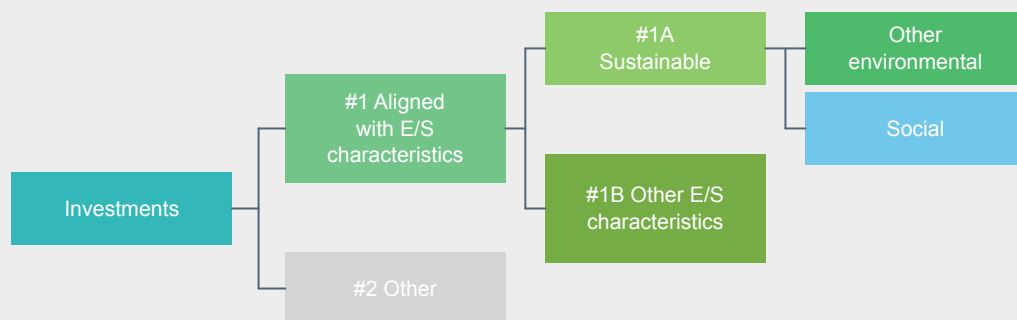 Investments
#1 Aligned
with E/S
characteristics
#2 Other
#1A
Sustainable
#1B Other E/S
characteristics
Other
environmental
Social